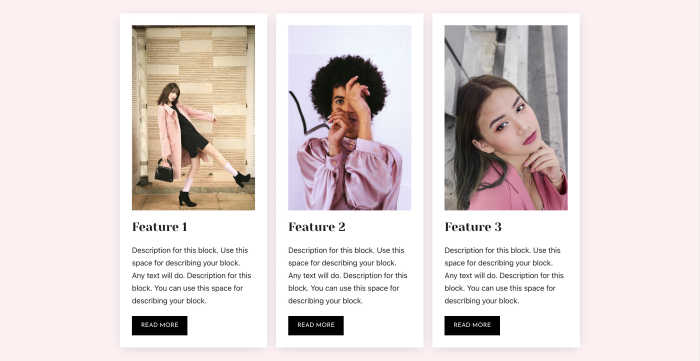 Feature 1
Description for this block. Use this
space for describing your block.
Any text will do. Description for this
block. You can use this space for
describing your block.
READ MORE
Feature 2
Description for this block. Use this
space for describing your block.
Any text will do. Description for this
block. You can use this space for
describing your block.
READ MORE
Feature 3
Description for this block. Use this
space for describing your block.
Any text will do. Description for this
block. You can use this space for
describing your block.
READ MORE